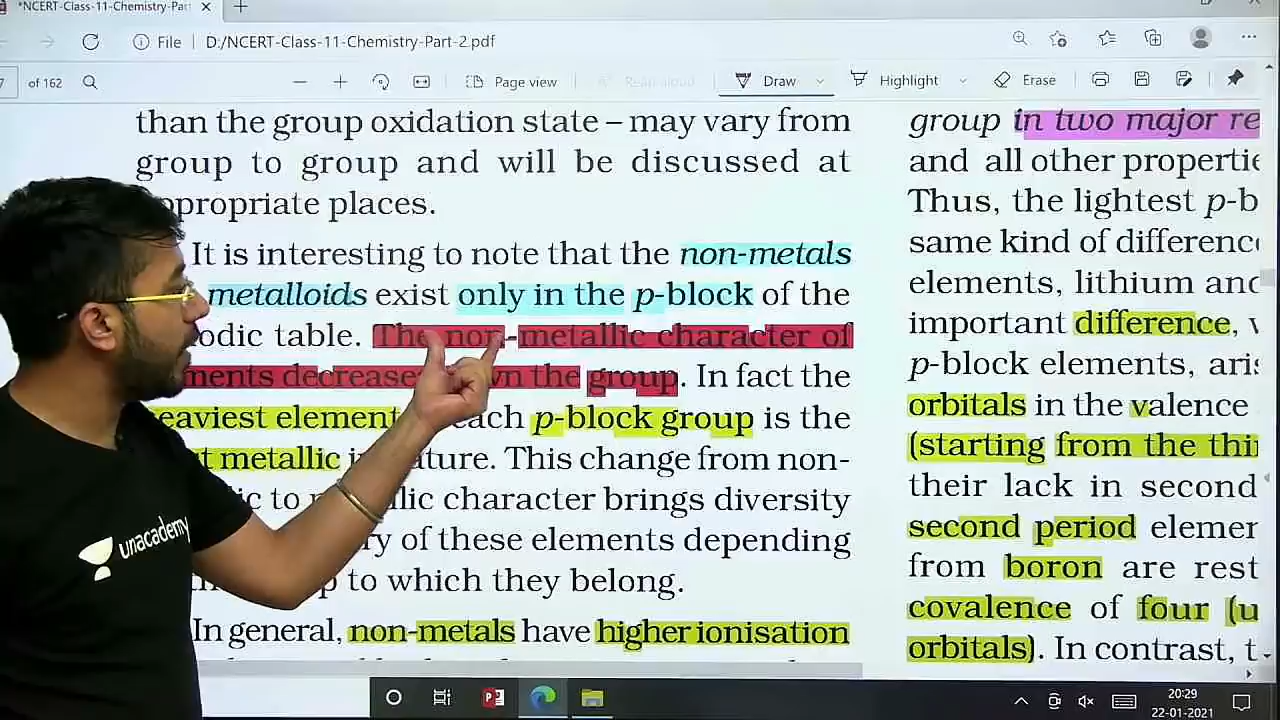 *NCERT-Class-11-Chemistry-Part
File D:/NCERT-Class-11-Chemistry-Part-2.pdf
of 162
Page view
Read aloud
Draw
Highlight
Erase
than the group oxidation state – may vary from
group to group and will be discussed at
ppropriate places.
It is interesting to note that the non-metals
metalloids exist only in the p-block of the
odic table. The non-metallic character of
ments decreases wn the group. In fact the
eaviest element each p-block group is the
t metallic in ture. This change from non-
lic to llic character brings diversity
ry of these elements depending
p to which they belong.
In general, non-metals have higher ionisation
group in two major re
and all other propertie
Thus, the lightest p-b
same kind of differenc
elements, lithium and
important difference, v
p-block elements, aris
orbitals in the valence
(starting from the thir
their lack in second
second period elemen
from boron are rest
covalence of four (u
orbitals). In contrast, t
unacademy
20:29
22-01-2021